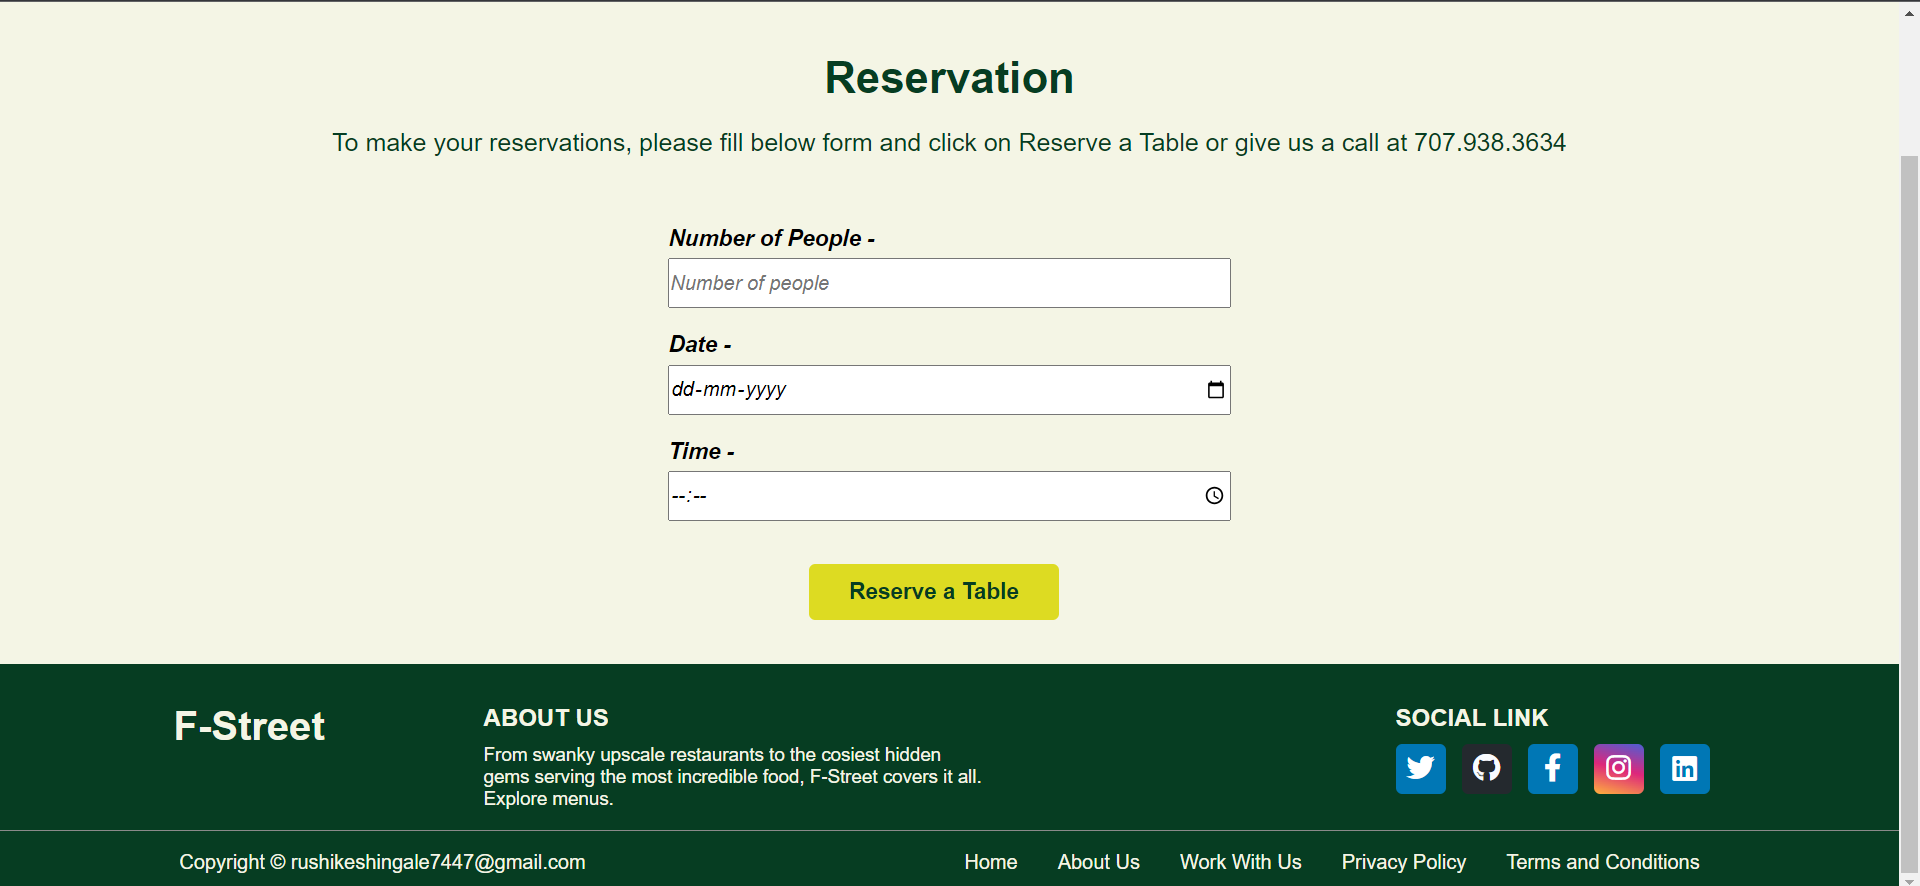 Reservation
To make your reservations, please fill below form and click on Reserve a Table or give us a call at 707.938.3634
Number of People -
Number of people
Date -
dd-mm-yyyy
Time -
--:--
Reserve a Table
F-Street
ABOUT US
From swanky upscale restaurants to the cosiest hidden
gems serving the most incredible food, F-Street covers it all.
Explore menus.
SOCIAL LINK
Copyright © rushikeshingale7447@gmail.com
Home About Us Work With Us Privacy Policy Terms and Conditions